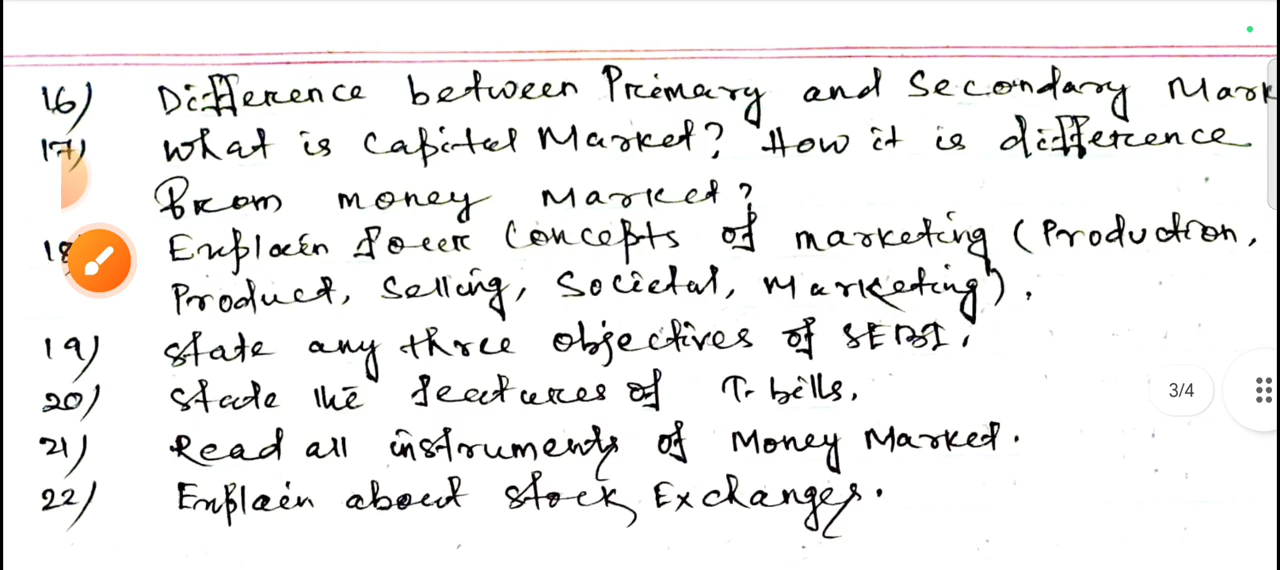 16) Difference between Primary and Secondary Mark
17) What is Capital Market? How it is difference
from money market?
18) Explain four Concepts of marketing (Production,
Product, Selling, Societal, Marketing).
19) State any three objectives of SEBI.
20) State the features of T- bills.
21) Read all instruments of Money Market.
22) Explain about Stock Exchanges.
3/4